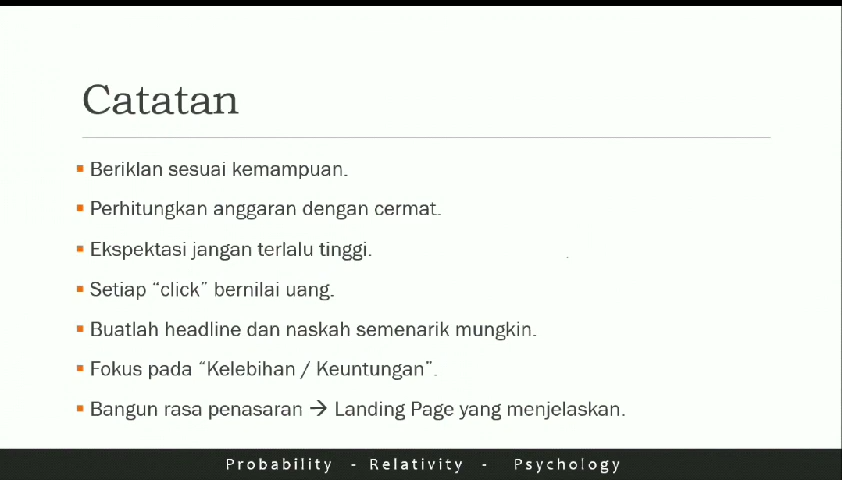 Catatan
Beriklan sesuai kemampuan.
Perhitungkan anggaran dengan cermat.
Ekspektasi jangan terlalu tinggi.
Setiap “click” bernilai uang.
Buatlah headline dan naskah semenarik mungkin.
Fokus pada “Kelebihan / Keuntungan”.
Bangun rasa penasaran → Landing Page yang menjelaskan.
Probability - Relativity - Psychology